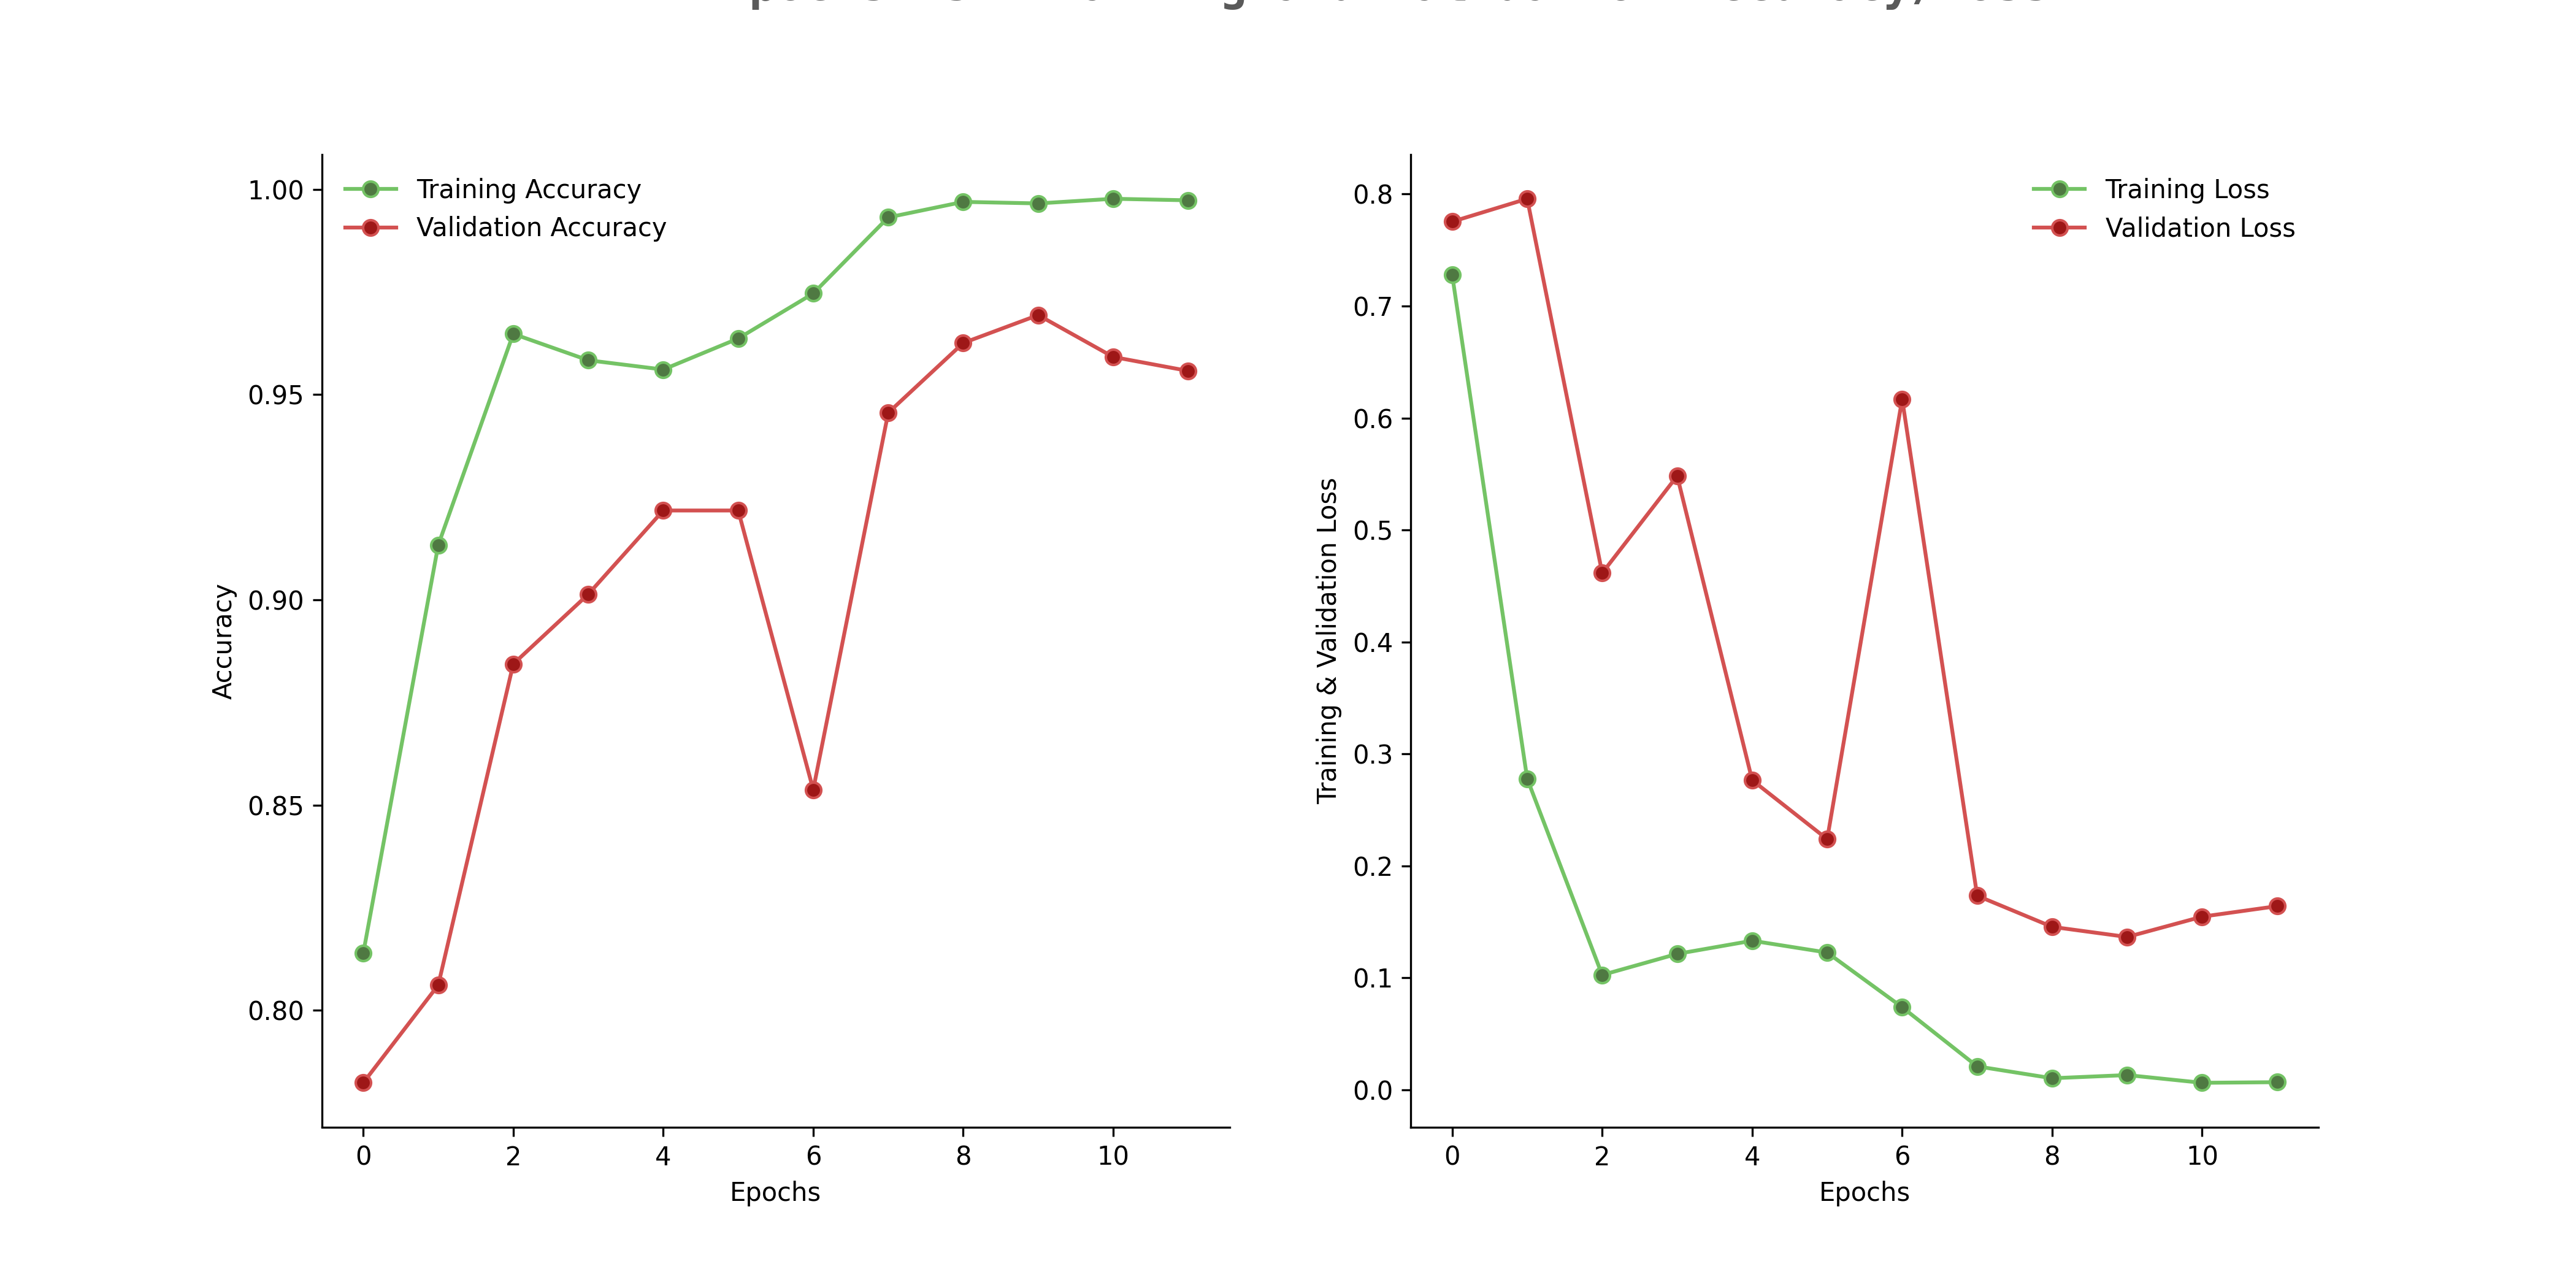 Training Accuracy
Validation Accuracy
1.00
0.95
0.90
0.85
0.80
Accuracy
0 2 4 6 8 10
Epochs
Training Loss
Validation Loss
0.8
0.7
0.6
0.5
0.4
0.3
0.2
0.1
0.0
Training & Validation Loss
0 2 4 6 8 10
Epochs